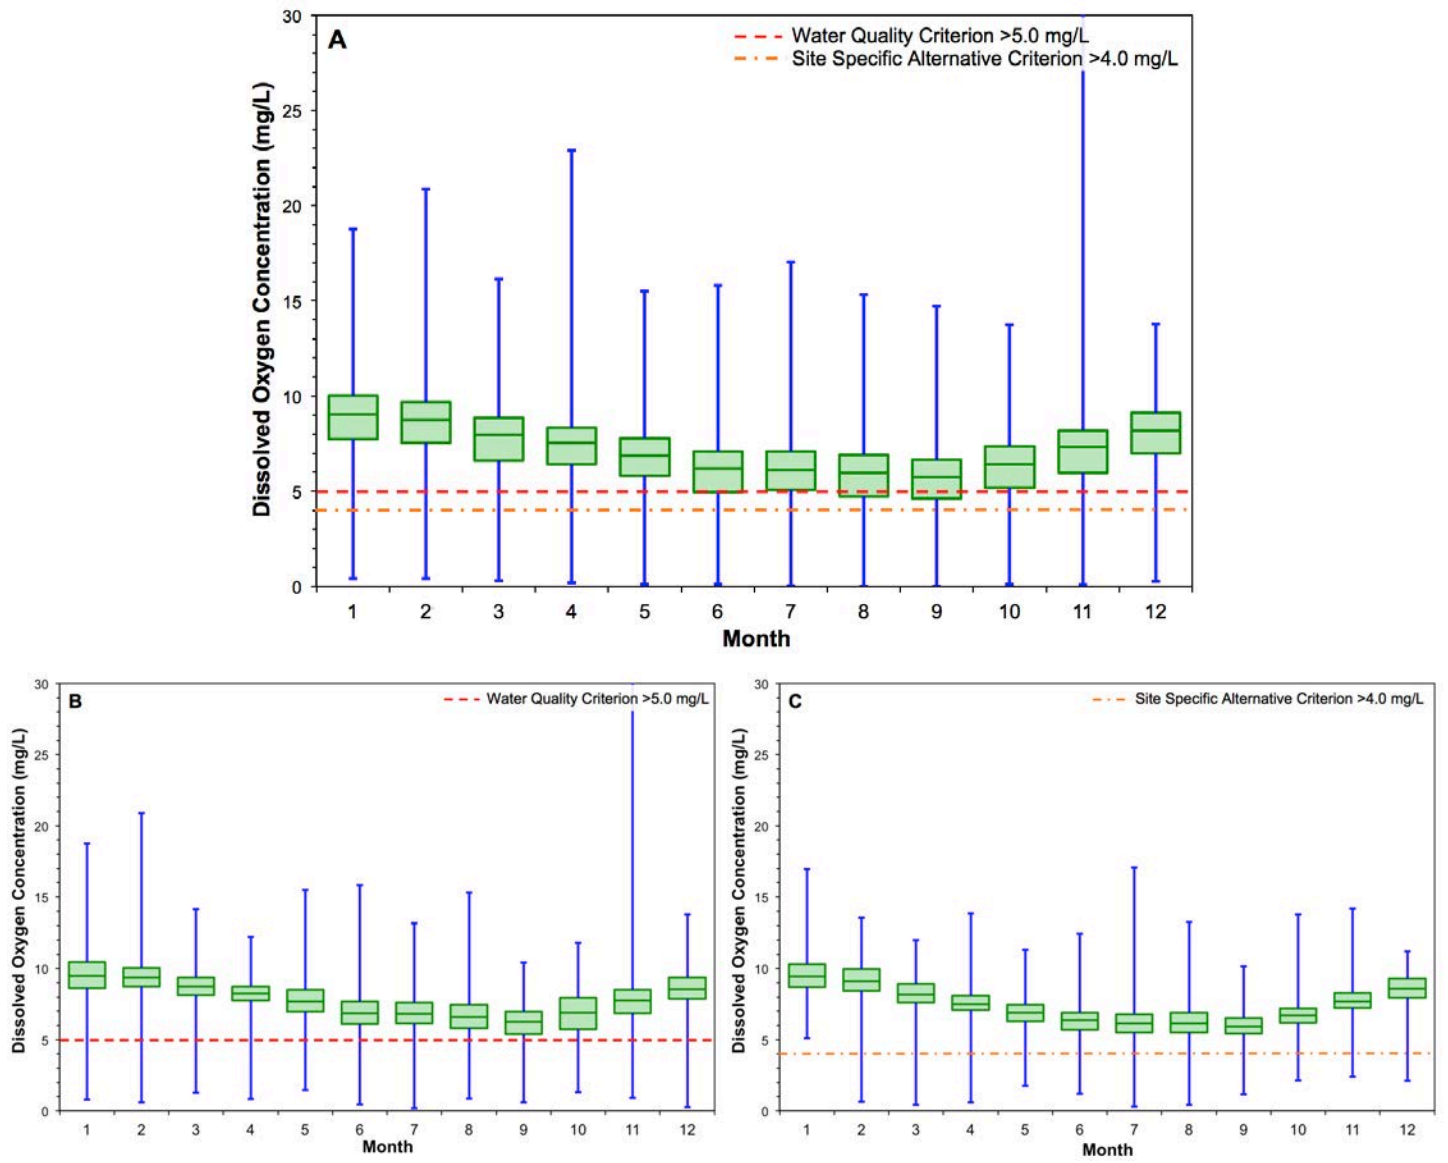 A
Water Quality Criterion >5.0 mg/L
Site Specific Alternative Criterion >4.0 mg/L
Dissolved Oxygen Concentration (mg/L)
30
25
20
15
10
5
0
1 2 3 4 5 6 7 8 9 10 11 12
Month
B
Water Quality Criterion >5.0 mg/L
Dissolved Oxygen Concentration (mg/L)
30
25
20
15
10
5
0
1 2 3 4 5 6 7 8 9 10 11 12
Month
C
Site Specific Alternative Criterion >4.0 mg/L
Dissolved Oxygen Concentration (mg/L)
30
25
20
15
10
5
0
1 2 3 4 5 6 7 8 9 10 11 12
Month